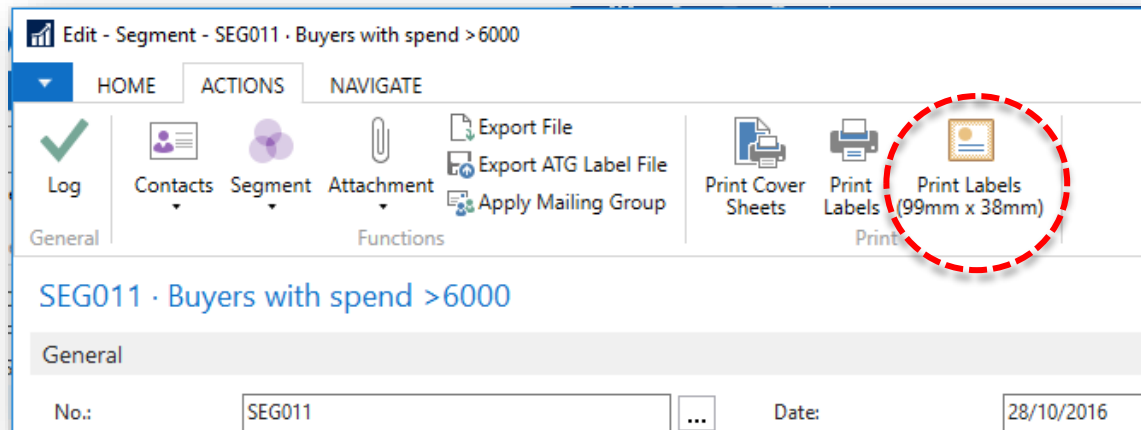 Edit - Segment - SEG011 · Buyers with spend >6000
HOME ACTIONS NAVIGATE
Log
Contacts
Segment
Attachment
Export File
Export ATG Label File
Apply Mailing Group
Print Cover
Sheets
Print
Labels
Print Labels
(99mm x 38mm)
General
Functions
Print
SEG011 · Buyers with spend >6000
General
No.: SEG011 ... Date: 28/10/2016